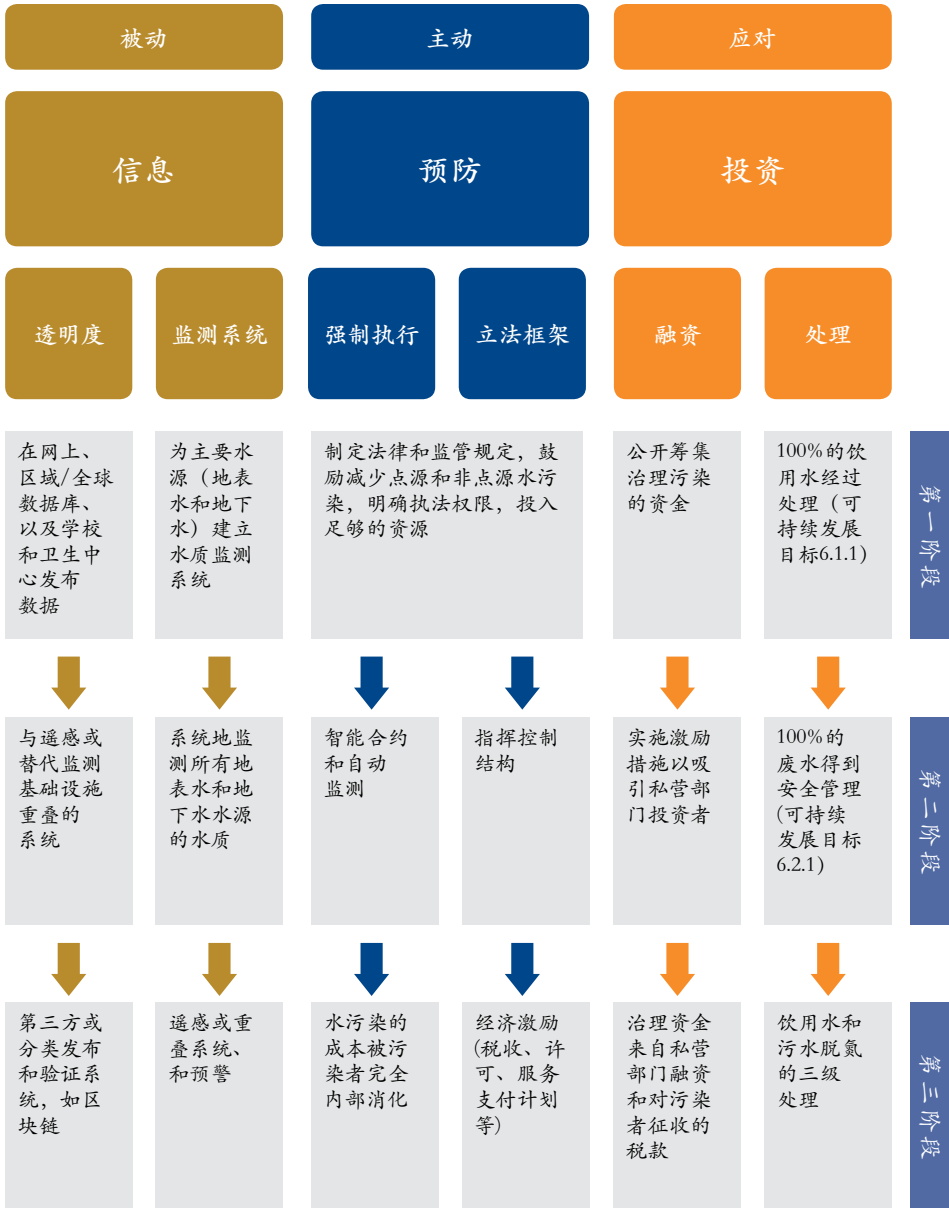 被动
主动
应对
信息
预防
投资
透明度
监测系统
强制执行
立法框架
融资
处理
在网上、
区域/全球
数据库、
以及学校
和卫生中
心发布
数据
为主要水
源（地表
水和地下
水）建立
水质监测
系统
制定法律和监管规定，鼓
励减少点源和非点源水污
染，明确执法权限，投入
足够的资源
公开筹集
治理污染
的资金
100%的饮
用水经过
处理（可
持续发展
目标6.1.1）
第一阶段
与遥感或
替代监测
基础设施
重叠的
系统
系统地监
测所有地
表水和地
下水水源
的水质
智能合约
和自动
监测
指挥控制
结构
实施激励
措施以吸
引私营部
门投资者
100%的
废水得到
安全管理
(可持续
发展目标
6.2.1）
第二阶段
第三方或
分类发布
和验证系
统，如区
块链
遥感或重
叠系统、
和预警
水污染的
成本被污
染者完全
内部消化
经济激励
(税收、许
可、服务
支付计划
等)
治理资金
来自私营
部门融资
和对污染
者征收的
税款
饮用水和
污水脱氮
的三级
处理
第三阶段